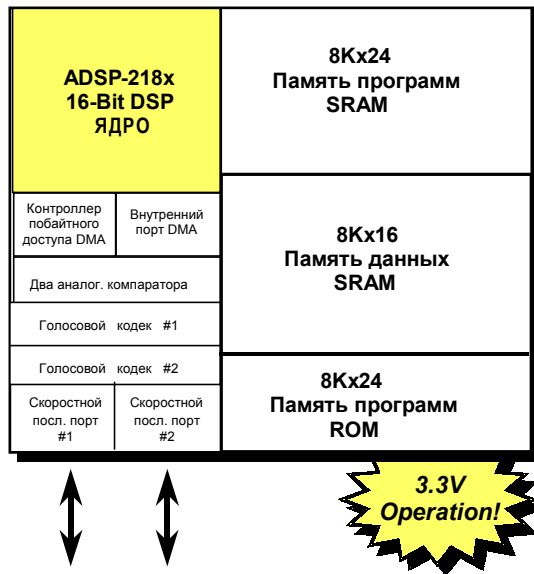 ADSP-218x
16-Bit DSP
ЯДРО
8Kx24
Память программ
SRAM
Контроллер
побайтного
доступа DMA
Внутренний
порт DMA
8Kx16
Память данных
SRAM
Два аналог. компаратора
Голосовой кодек #1
Голосовой кодек #2
8Kx24
Память программ
ROM
Скоростной
посл. порт
#1
Скоростной
посл. порт
#2
3.3V
Operation!